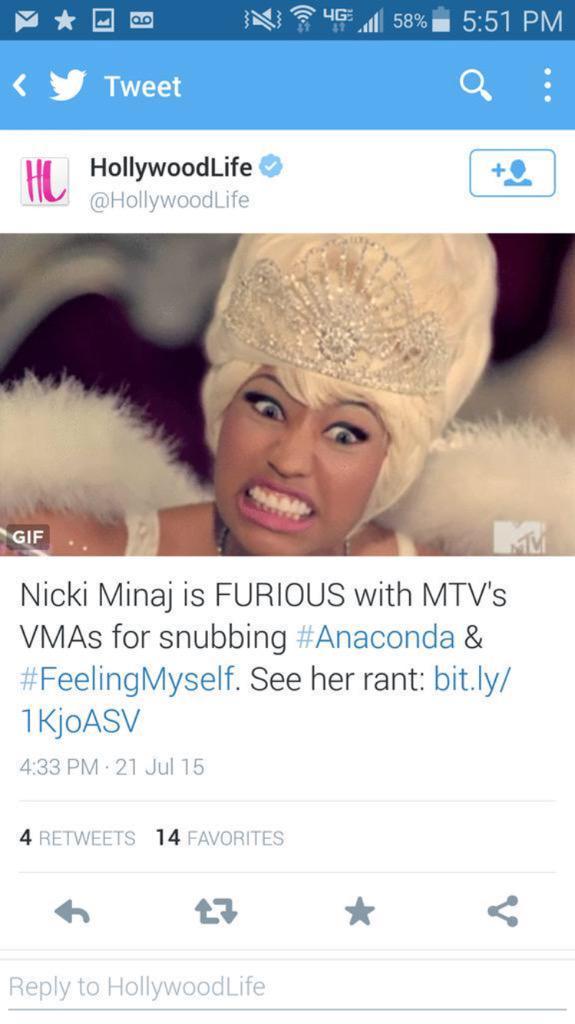 4G 58% 5:51 PM
Tweet
HL HollywoodLife
@HollywoodLife
GIF
MTV
Nicki Minaj is FURIOUS with MTV's
VMAs for snubbing #Anaconda &
#FeelingMyself. See her rant: bit.ly/
1KjoASV
4:33 PM · 21 Jul 15
4 RETWEETS 14 FAVORITES
Reply to HollywoodLife